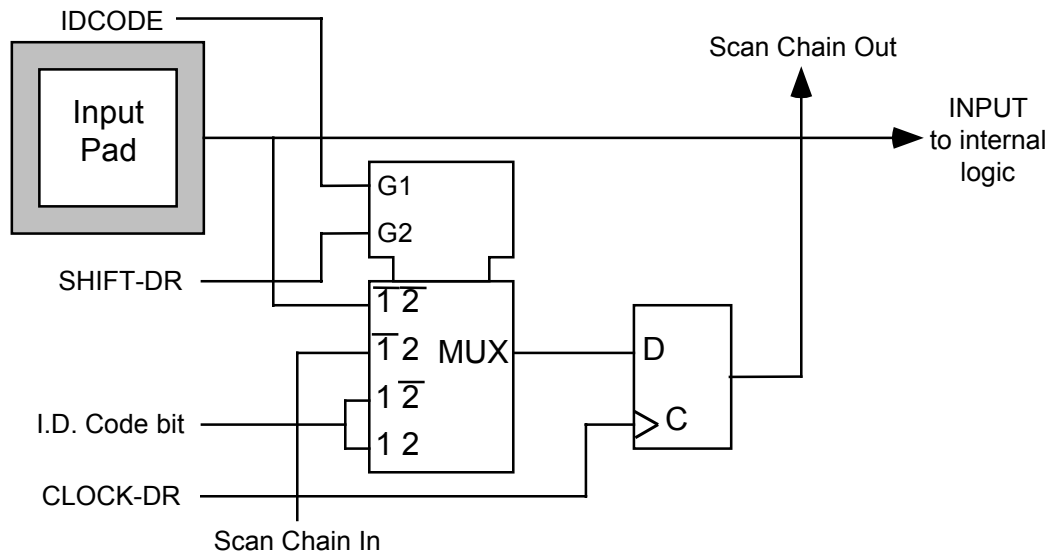 IDCODE
Scan Chain Out
Input
Pad
INPUT
to internal
logic
G1
G2
SHIFT-DR
1̅ 2̅
1̅ 2
MUX
D
1 2̅
I.D. Code bit
1 2
C
CLOCK-DR
Scan Chain In